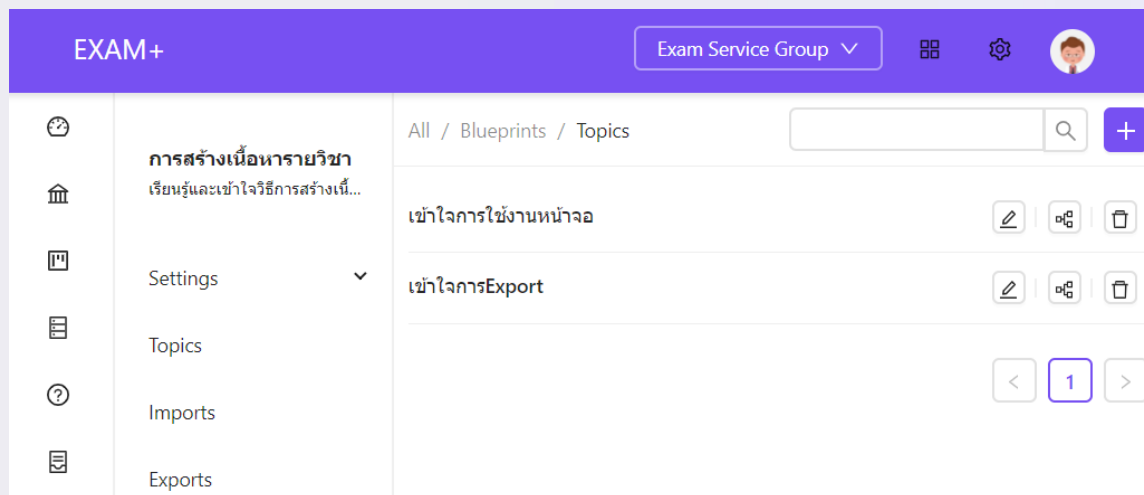 EXAM+
Exam Service Group
การสร้างเนื้อหารายวิชา
เรียนรู้และเข้าใจวิธีการสร้างเนื้...
Settings
Topics
Imports
Exports
All / Blueprints / Topics
เข้าใจการใช้งานหน้าจอ
เข้าใจการExport
< 1 >